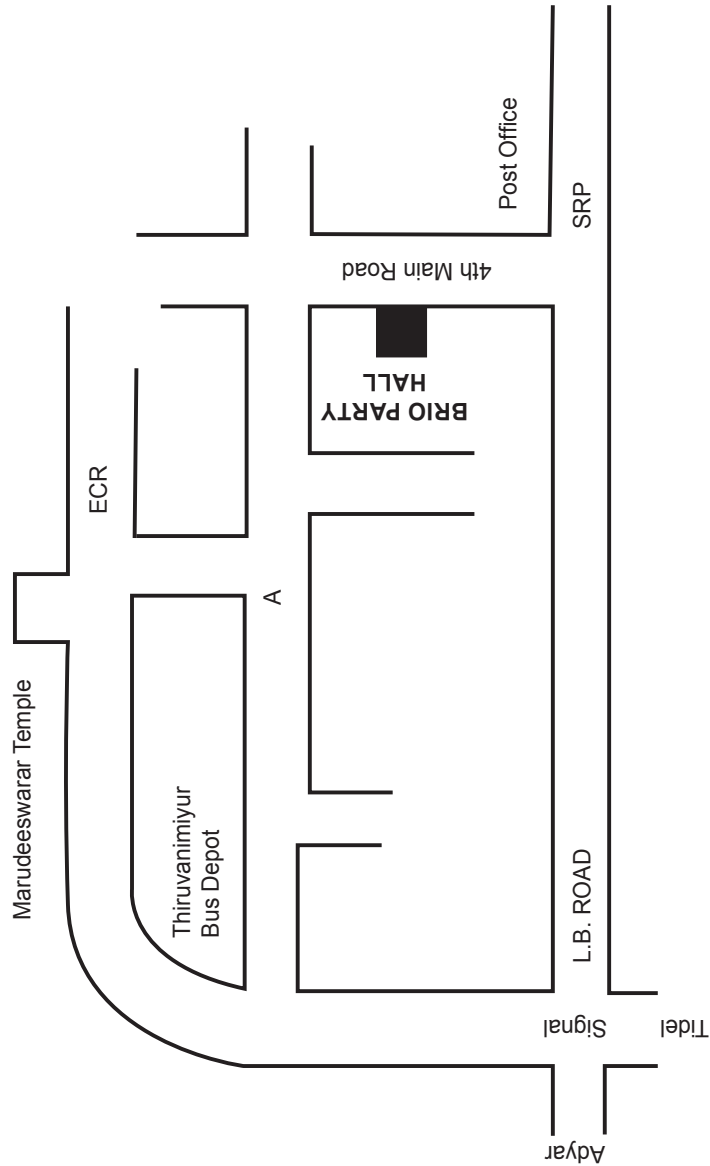 Marudeeswarar Temple
ECR
Thiruvanimiyur
Bus Depot
A
BRIO PARTY
HALL
4th Main Road
Post Office
SRP
L.B. ROAD
Signal
Tidel
Adyar